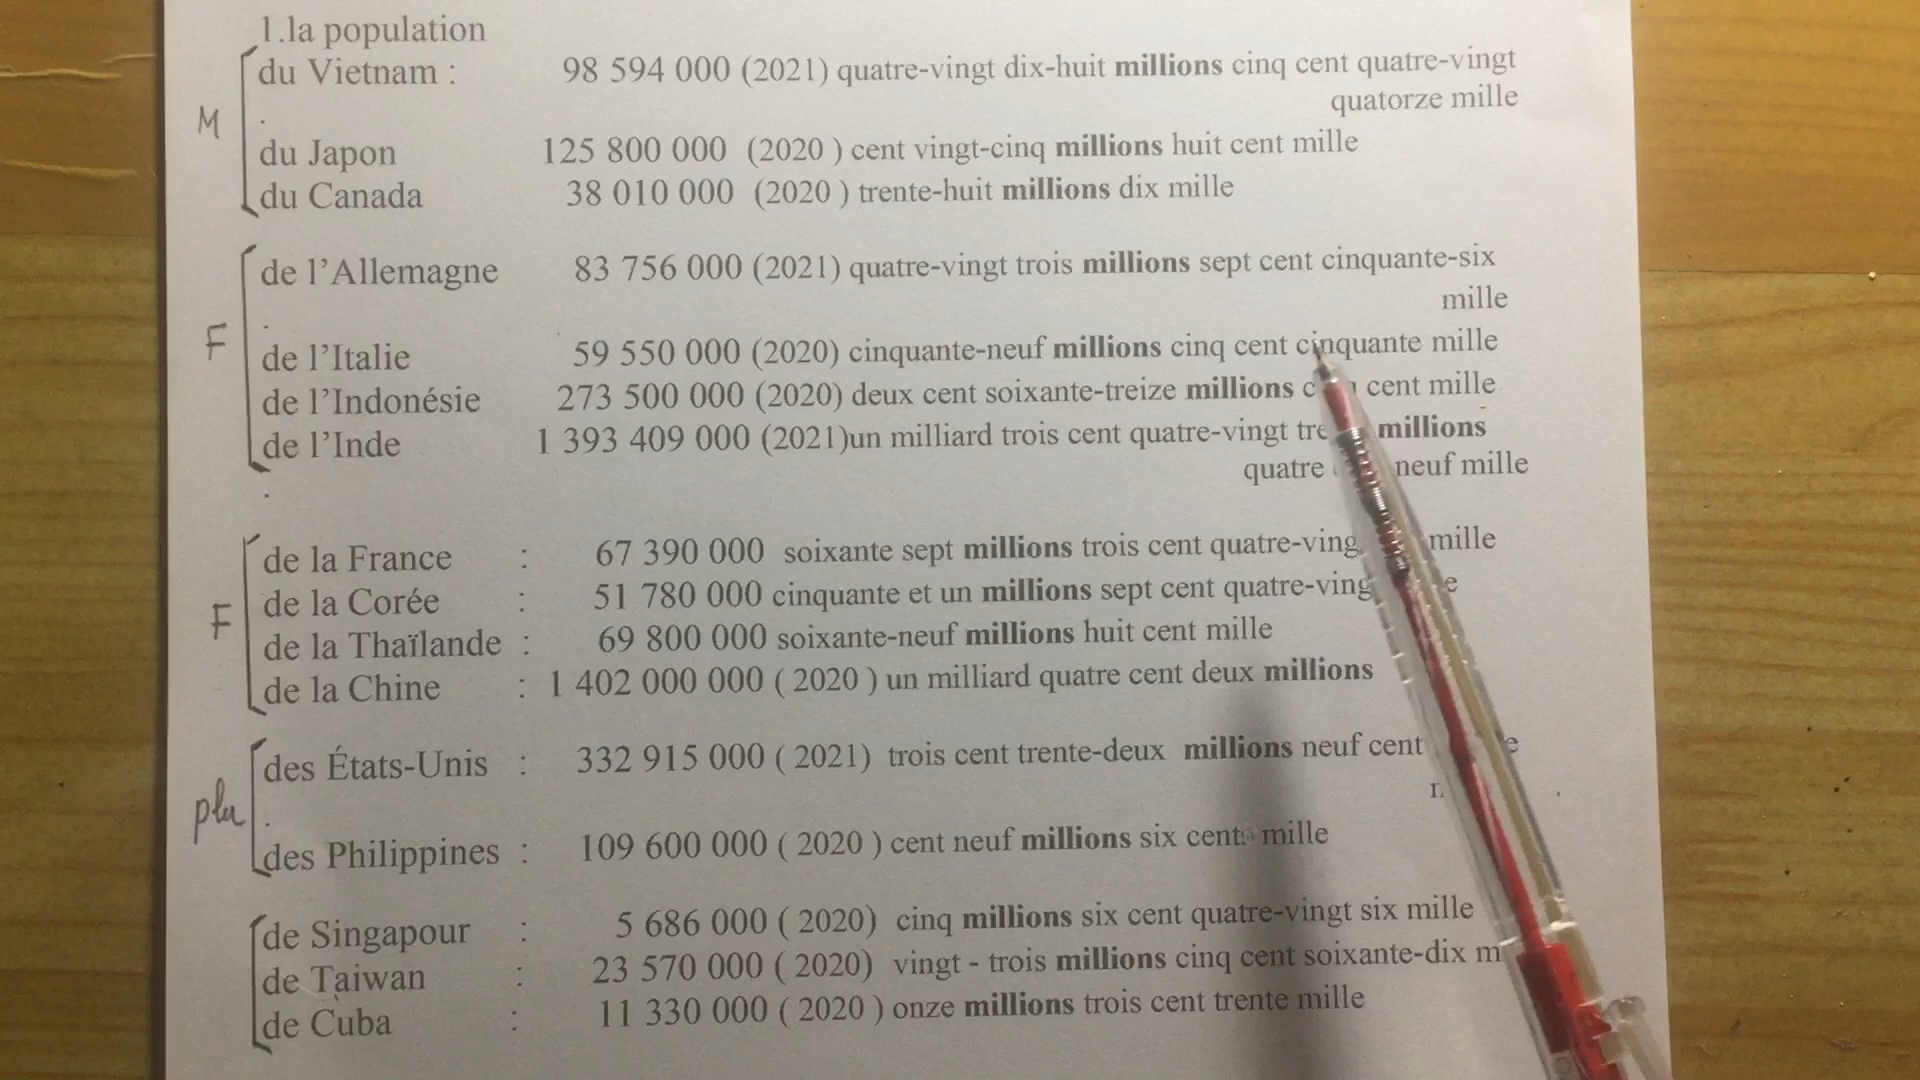 1.la population
du Vietnam : 98 594 000 (2021) quatre-vingt dix-huit millions cinq cent quatre-vingt
quatorze mille
M
du Japon 125 800 000 (2020 ) cent vingt-cinq millions huit cent mille
du Canada 38 010 000 (2020 ) trente-huit millions dix mille
de l'Allemagne 83 756 000 (2021) quatre-vingt trois millions sept cent cinquante-six
mille
F
de l'Italie 59 550 000 (2020) cinquante-neuf millions cinq cent cinquante mille
de l'Indonésie 273 500 000 (2020) deux cent soixante-treize millions cent mille
de l'Inde 1 393 409 000 (2021)un milliard trois cent quatre-vingt millions
quatre neuf mille
de la France : 67 390 000 soixante sept millions trois cent mille
de la Corée : 51 780 000 cinquante et un millions sept cent
F
de la Thaïlande : 69 800 000 soixante-neuf millions huit cent mille
de la Chine : 1 402 000 000 ( 2020 ) un milliard quatre cent deux millions
des États-Unis : 332 915 000 ( 2021) trois cent trente-deux millions neuf cent
plu
des Philippines : 109 600 000 ( 2020 ) cent neuf millions six cent mille
de Singapour : 5 686 000 ( 2020) cinq millions six cent quatre-vingt six mille
de Taiwan : 23 570 000 ( 2020) vingt - trois millions cinq cent soixante-dix
de Cuba : 11 330 000 ( 2020 ) onze millions trois cent trente mille